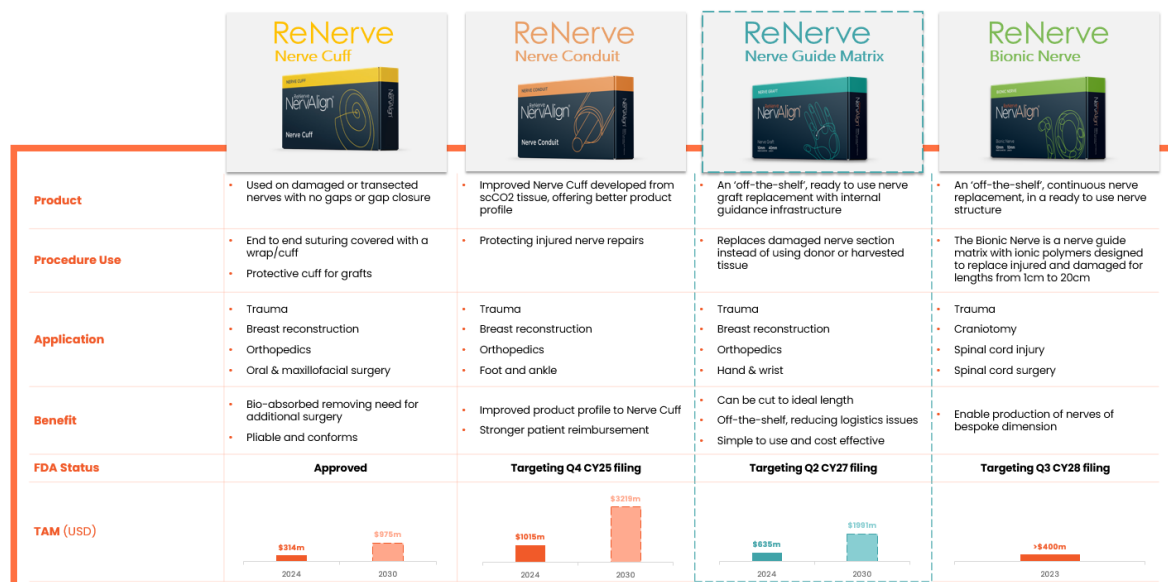 ReNerve
Nerve Cuff
ReNerve
Nerve Conduit
ReNerve
Nerve Guide Matrix
ReNerve
Bionic Nerve
NERVE CUFF
NervAlign®
Nerve Cuff
NERVE CONDUIT
NervAlign®
Nerve Conduit
NERVE GRAFT
NervAlign®
Nerve Graft
BIONIC NERVE
NervAlign®
Bionic Nerve
Product
• Used on damaged or transected
nerves with no gaps or gap closure
• Improved Nerve Cuff developed from
scCO2 tissue, offering better product
profile
• An ‘off-the-shelf’, ready to use nerve
graft replacement with internal
guidance infrastructure
• An ‘off-the-shelf’, continuous nerve
replacement, in a ready to use nerve
structure
Procedure Use
• End to end suturing covered with a
wrap/cuff
• Protective cuff for grafts
• Protecting injured nerve repairs
• Replaces damaged nerve section
instead of using donor or harvested
tissue
• The Bionic Nerve is a nerve guide
matrix with ionic polymers designed
to replace injured and damaged for
lengths from 1cm to 20cm
Application
• Trauma
• Breast reconstruction
• Orthopedics
• Oral & maxillofacial surgery
• Trauma
• Breast reconstruction
• Orthopedics
• Foot and ankle
• Trauma
• Breast reconstruction
• Orthopedics
• Hand & wrist
• Trauma
• Craniotomy
• Spinal cord injury
• Spinal cord surgery
Benefit
• Bio-absorbed removing need for
additional surgery
• Pliable and conforms
• Improved product profile to Nerve Cuff
• Stronger patient reimbursement
• Can be cut to ideal length
• Off-the-shelf, reducing logistics issues
• Simple to use and cost effective
• Enable production of nerves of
bespoke dimension
FDA Status
Approved
Targeting Q4 CY25 filing
Targeting Q2 CY27 filing
Targeting Q3 CY28 filing
TAM (USD)
$314m
$975m
2024
2030
$1015m
$3218m
2024
2030
$635m
$1991m
2024
2030
>$400m
2023